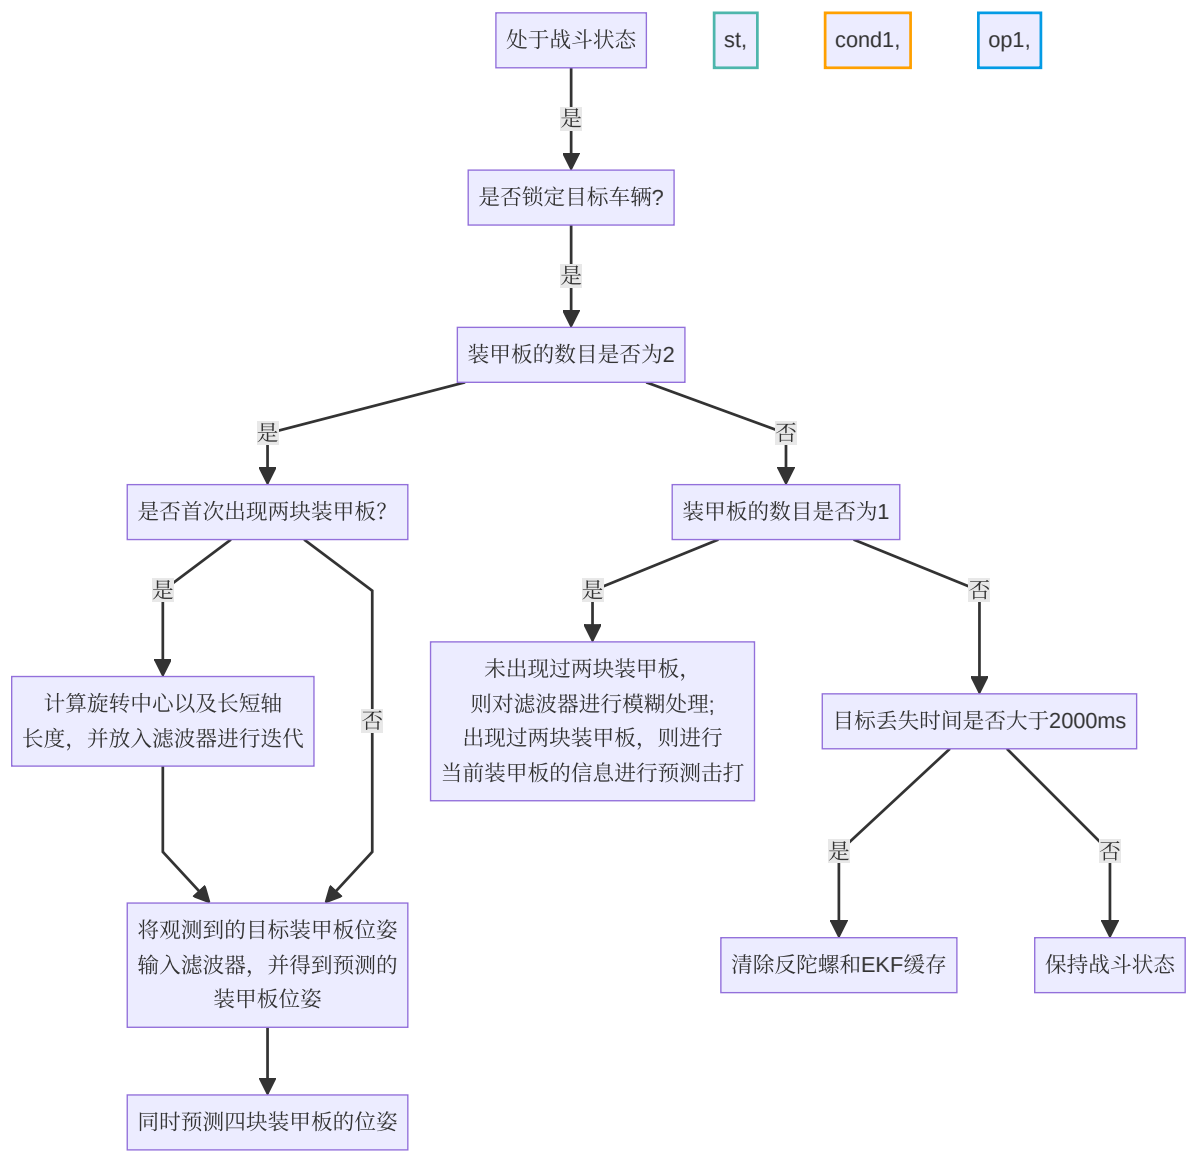 处于战斗状态
st,
cond1,
op1,
是
是否锁定目标车辆?
是
装甲板的数目是否为2
是
否
是否首次出现两块装甲板？
装甲板的数目是否为1
是
否
是
否
计算旋转中心以及长短轴
长度，并放入滤波器进行迭代
否
未出现过两块装甲板，
则对滤波器进行模糊处理;
出现过两块装甲板，则进行
当前装甲板的信息进行预测击打
目标丢失时间是否大于2000ms
是
否
将观测到的目标装甲板位姿
输入滤波器，并得到预测的
装甲板位姿
清除反陀螺和EKF缓存
保持战斗状态
同时预测四块装甲板的位姿